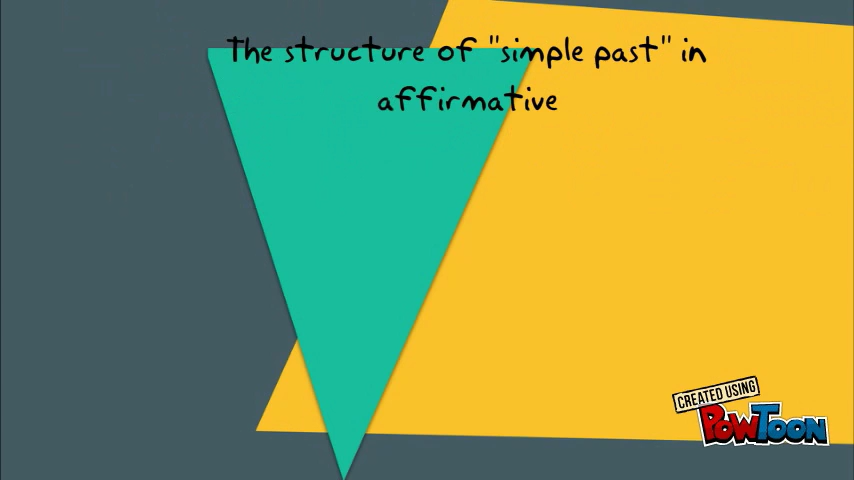 The structure of "simple past" in
affirmative
CREATED USING
PowToon